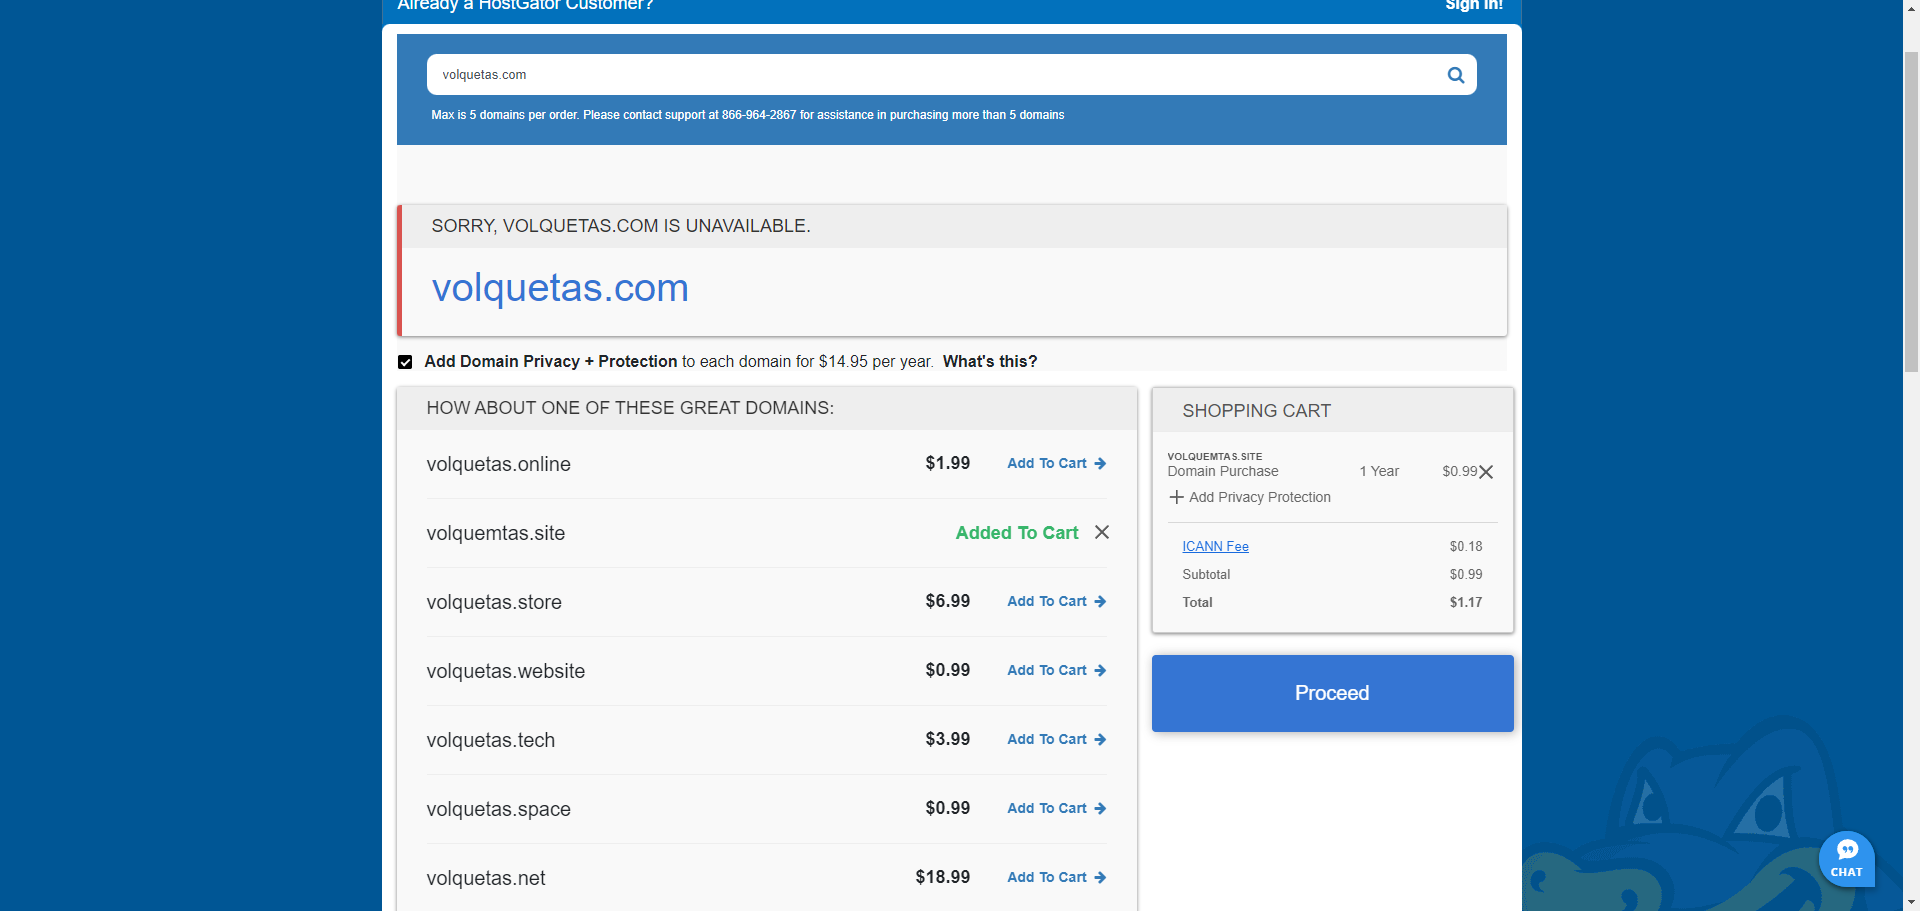 Already a HostGator Customer? Sign In!
volquetas.com
Max is 5 domains per order. Please contact support at 866-964-2867 for assistance in purchasing more than 5 domains
SORRY, VOLQUETAS.COM IS UNAVAILABLE.
volquetas.com
Add Domain Privacy + Protection to each domain for $14.95 per year. What's this?
HOW ABOUT ONE OF THESE GREAT DOMAINS:
volquetas.online $1.99 Add To Cart
volquemtas.site Added To Cart
volquetas.store $6.99 Add To Cart
volquetas.website $0.99 Add To Cart
volquetas.tech $3.99 Add To Cart
volquetas.space $0.99 Add To Cart
volquetas.net $18.99 Add To Cart
SHOPPING CART
VOLQUEMTAS.SITE
Domain Purchase 1 Year $0.99
Add Privacy Protection
ICANN Fee $0.18
Subtotal $0.99
Total $1.17
Proceed
CHAT